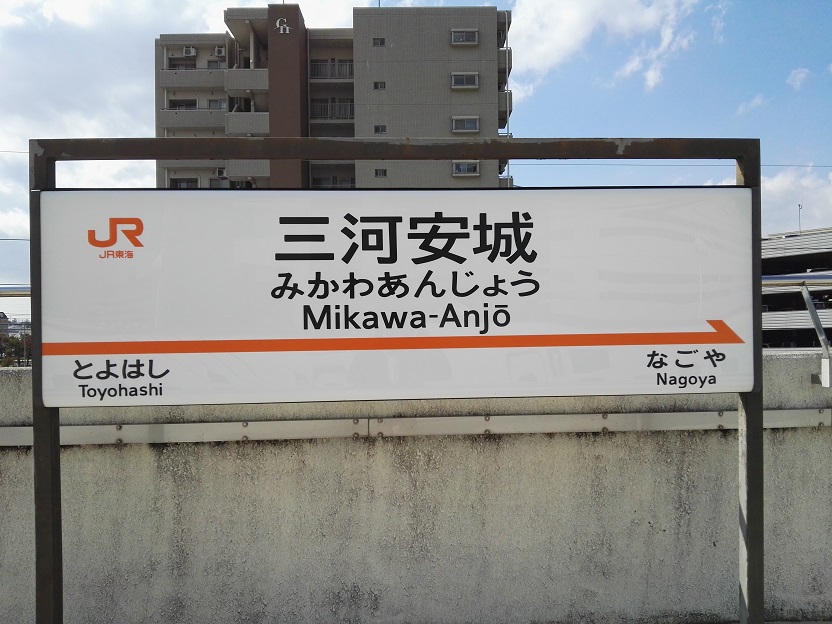 JR
JR東海
三河安城
みかわあんじょう
Mikawa-Anjō
とよはし
Toyohashi
なごや
Nagoya